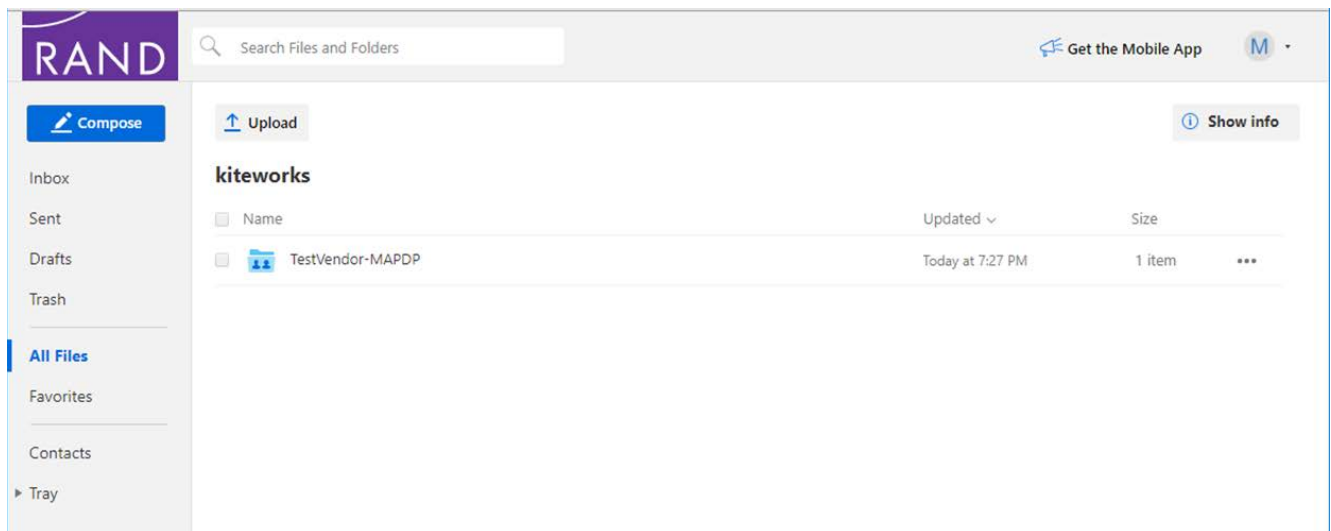 RAND
Search Files and Folders
Get the Mobile App
M
Compose
Upload
Show info
Inbox
kiteworks
Sent
Name
Updated
Size
Drafts
TestVendor-MAPDP
Today at 7:27 PM
1 item
Trash
All Files
Favorites
Contacts
Tray